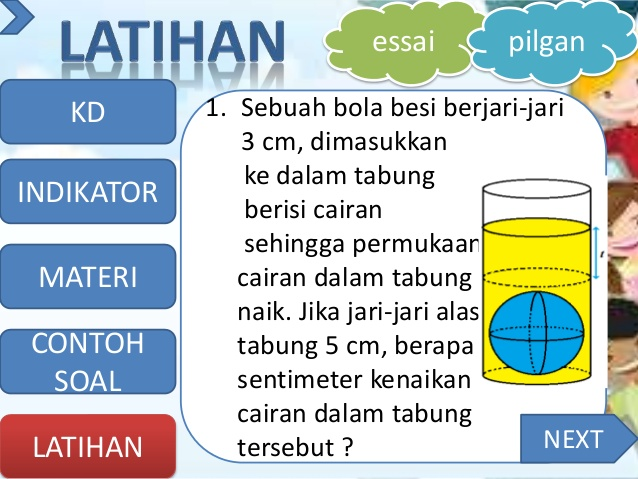 LATIHAN
essai
pilgan
KD
INDIKATOR
MATERI
CONTOH
SOAL
LATIHAN
1. Sebuah bola besi berjari-jari
3 cm, dimasukkan
ke dalam tabung
berisi cairan
sehingga permukaan
cairan dalam tabung
naik. Jika jari-jari alas
tabung 5 cm, berapa
sentimeter kenaikan
cairan dalam tabung
tersebut ?
t
NEXT